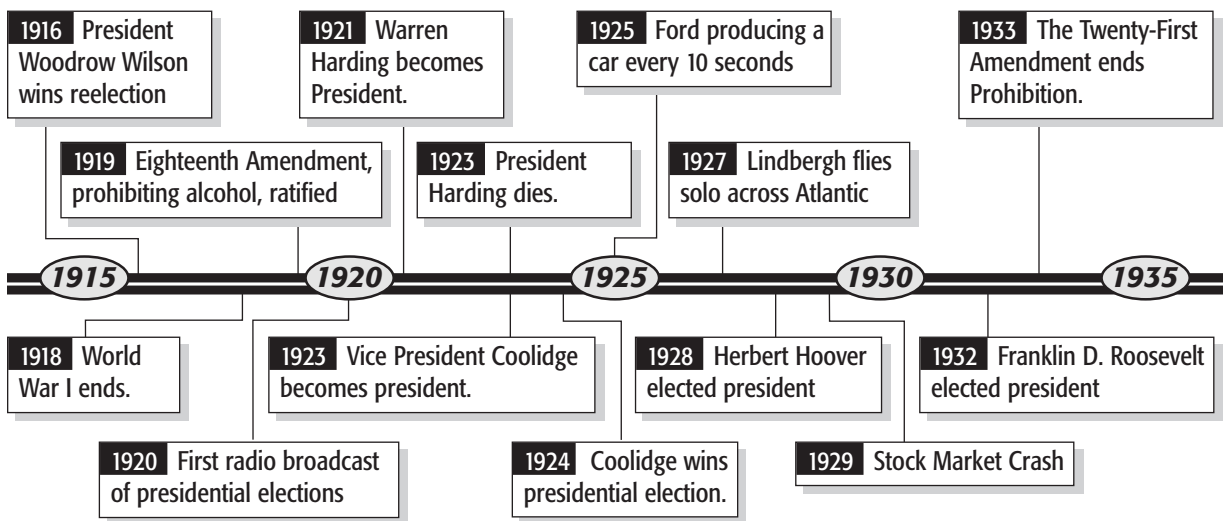 1916 President
Woodrow Wilson
wins reelection
1921 Warren
Harding becomes
President.
1925 Ford producing a
car every 10 seconds
1933 The Twenty-First
Amendment ends
Prohibition.
1919 Eighteenth Amendment,
prohibiting alcohol, ratified
1923 President
Harding dies.
1927 Lindbergh flies
solo across Atlantic
1915
1920
1925
1930
1935
1918 World
War I ends.
1923 Vice President Coolidge
becomes president.
1928 Herbert Hoover
elected president
1932 Franklin D. Roosevelt
elected president
1920 First radio broadcast
of presidential elections
1924 Coolidge wins
presidential election.
1929 Stock Market Crash